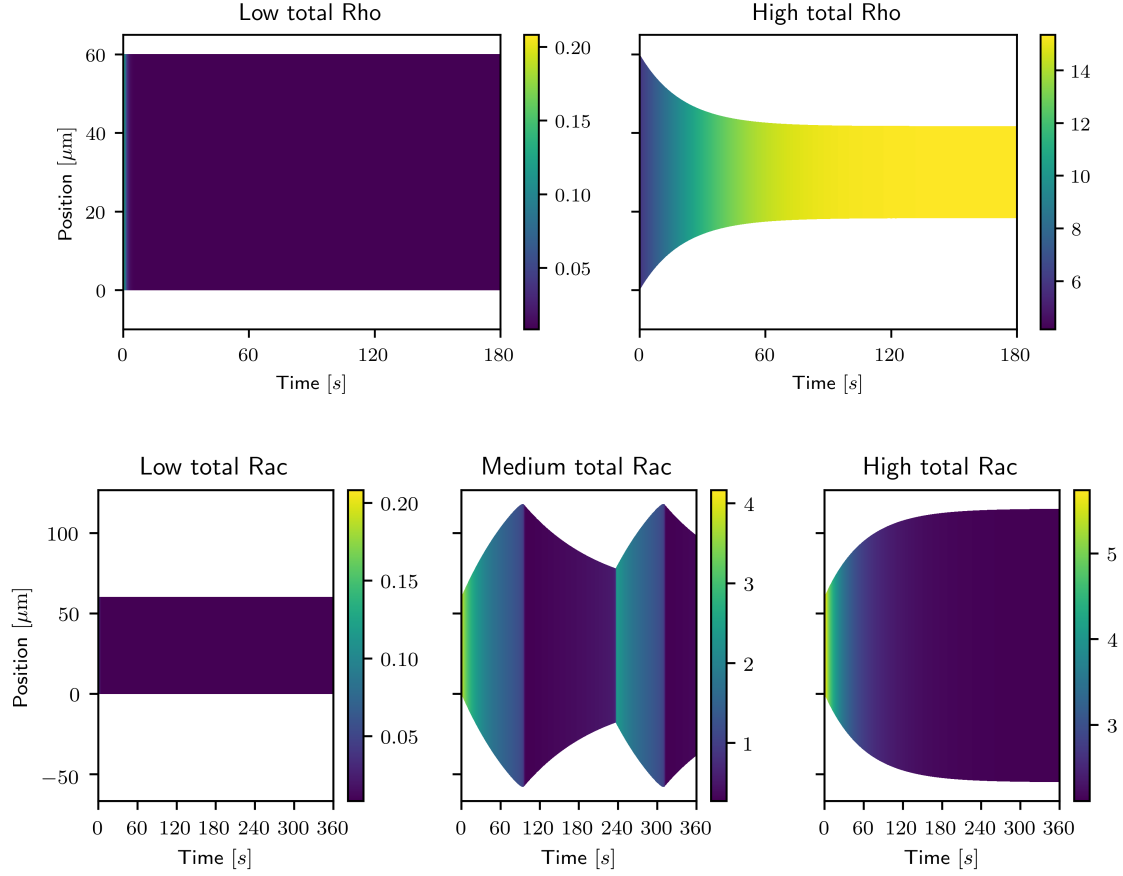 Low total Rho
High total Rho
60
40
20
0
Position [μm]
0 60 120 180
Time [s]
0.20
0.15
0.10
0.05
0 60 120 180
Time [s]
14
12
10
8
6
Low total Rac
Medium total Rac
High total Rac
100
50
0
−50
Position [μm]
0 60 120 180 240 300 360
Time [s]
0.20
0.15
0.10
0.05
0 60 120 180 240 300 360
Time [s]
4
3
2
1
0 60 120 180 240 300 360
Time [s]
5
4
3